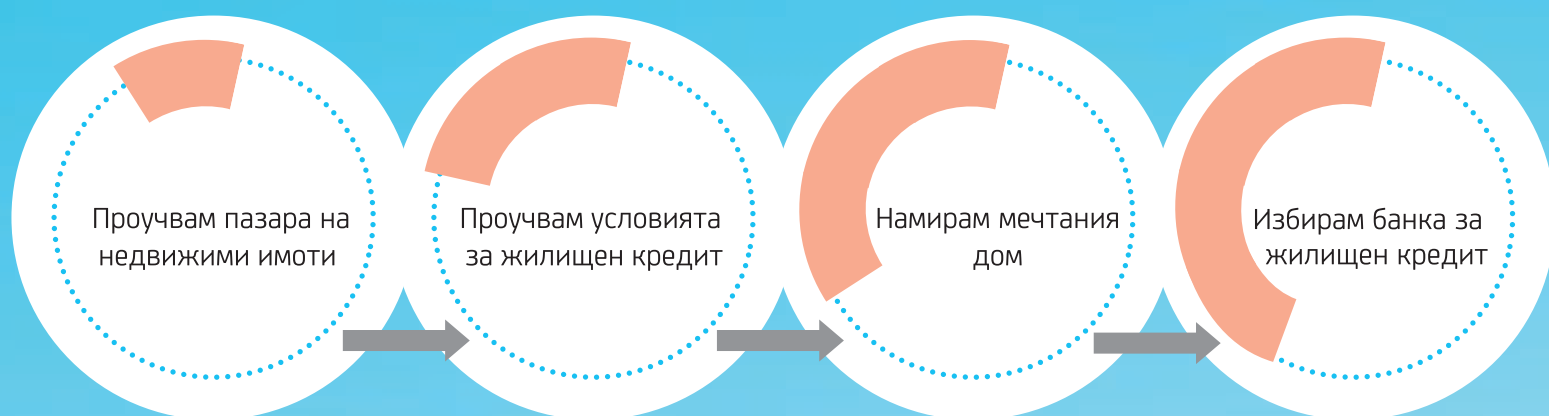 Проучвам пазара на
недвижими имоти
Проучвам условията
за жилищен кредит
Намирам мечтания
дом
Избирам банка за
жилищен кредит